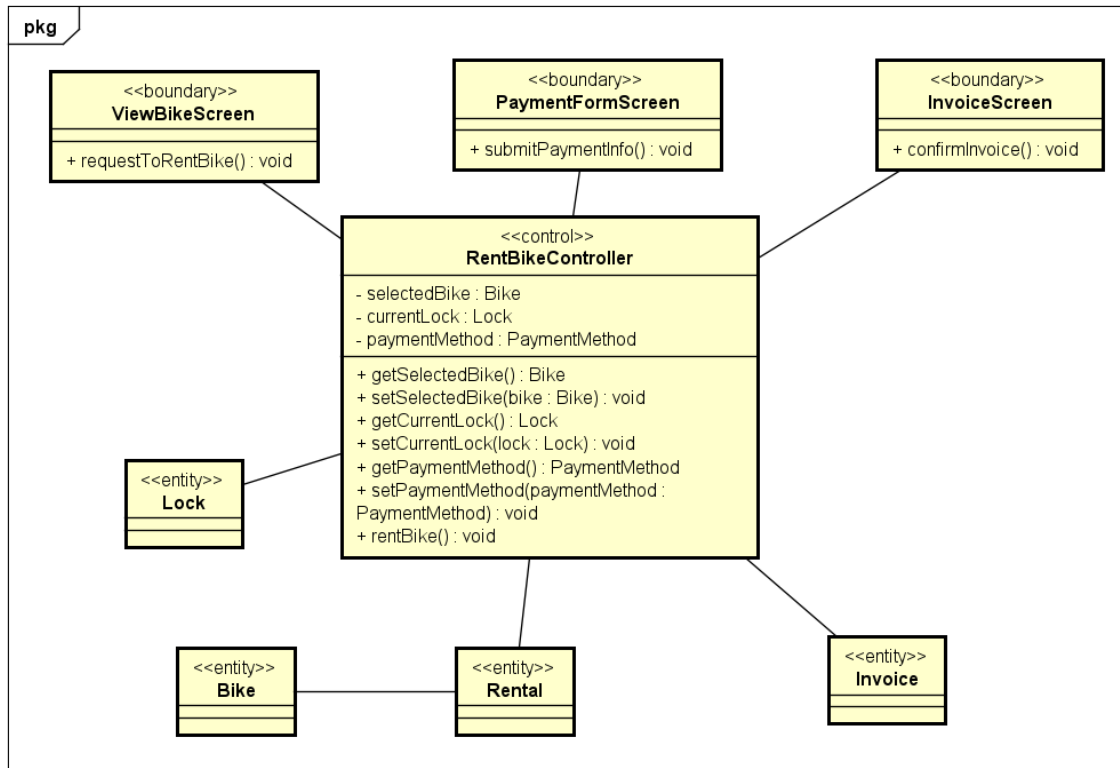 pkg
<<boundary>>
ViewBikeScreen
+ requestToRentBike() : void
<<boundary>>
PaymentFormScreen
+ submitPaymentInfo() : void
<<boundary>>
InvoiceScreen
+ confirmInvoice() : void
<<control>>
RentBikeController
- selectedBike : Bike
- currentLock : Lock
- paymentMethod : PaymentMethod
+ getSelectedBike() : Bike
+ setSelectedBike(bike : Bike) : void
+ getCurrentLock() : Lock
+ setCurrentLock(lock : Lock) : void
+ getPaymentMethod() : PaymentMethod
+ setPaymentMethod(paymentMethod :
PaymentMethod) : void
+ rentBike() : void
<<entity>>
Lock
<<entity>>
Bike
<<entity>>
Rental
<<entity>>
Invoice